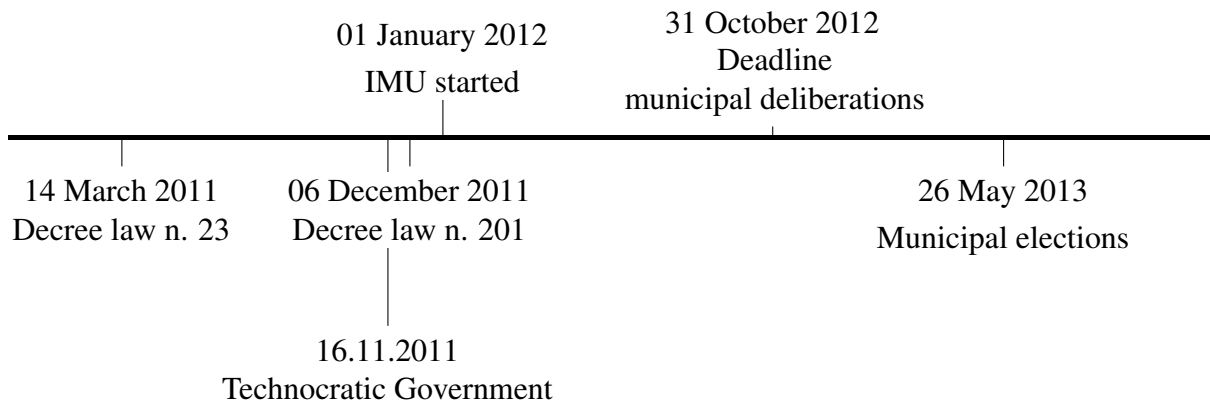 01 January 2012
IMU started
31 October 2012
Deadline
municipal deliberations
14 March 2011
Decree law n. 23
06 December 2011
Decree law n. 201
26 May 2013
Municipal elections
16.11.2011
Technocratic Government